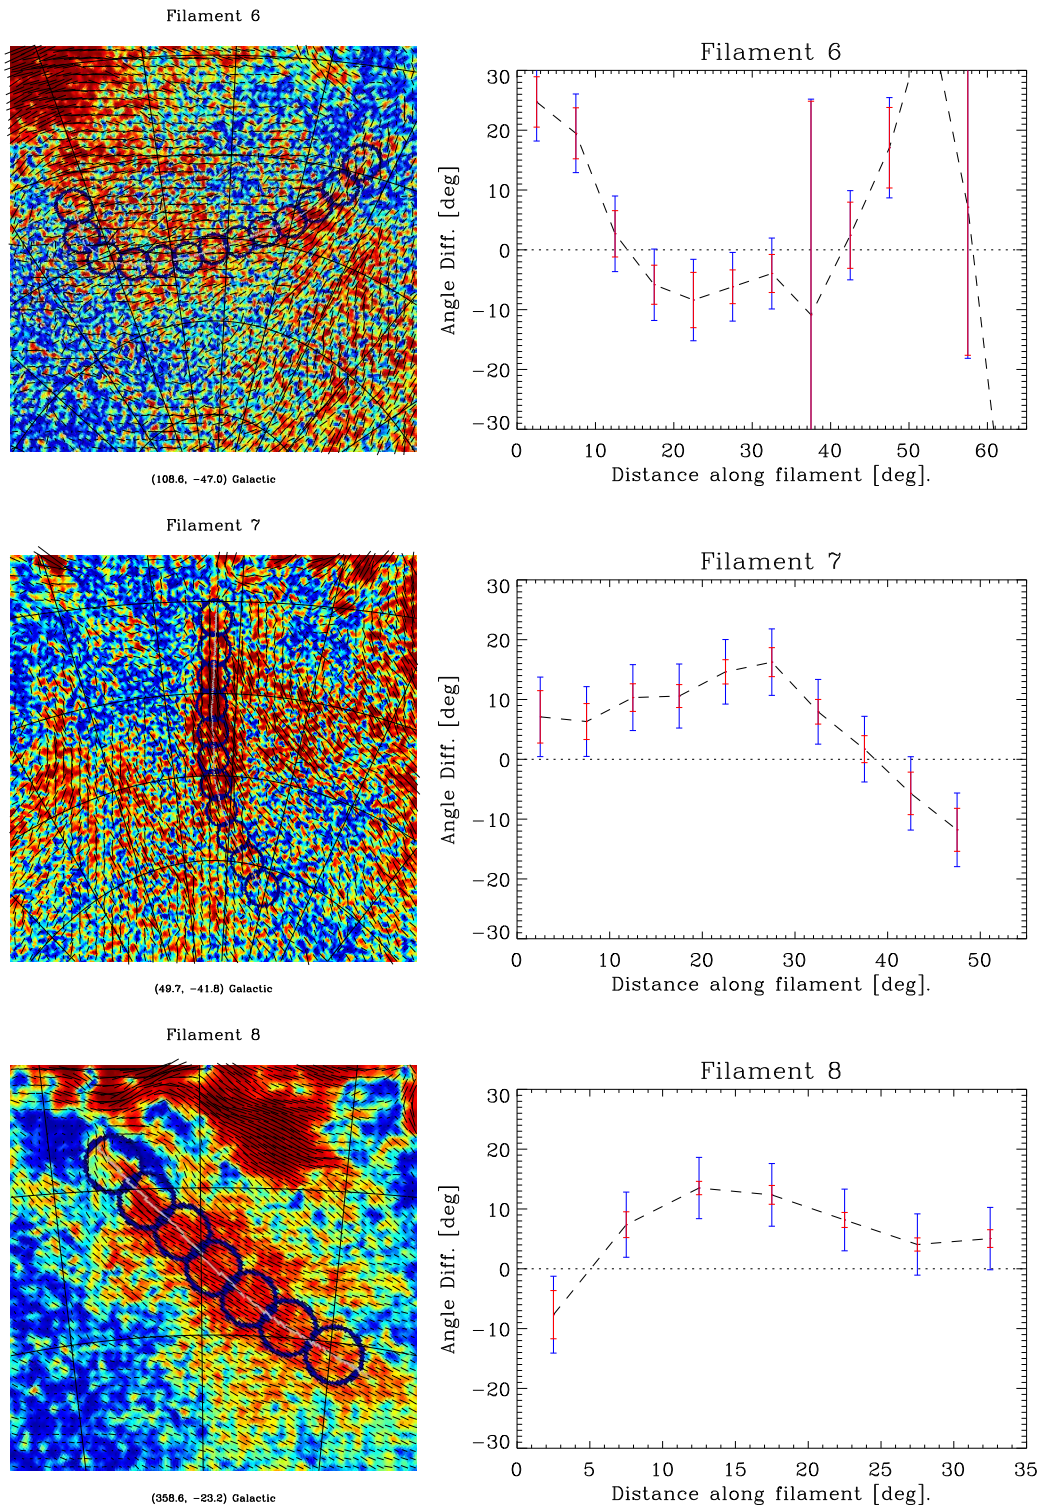 Filament 6
Filament 6
30
20
10
0
−10
−20
−30
Angle Diff. [deg]
0 10 20 30 40 50 60
Distance along filament [deg].
(108.6, −47.0) Galactic
Filament 7
Filament 7
30
20
10
0
−10
−20
−30
Angle Diff. [deg]
0 10 20 30 40 50
Distance along filament [deg].
(49.7, −41.8) Galactic
Filament 8
Filament 8
30
20
10
0
−10
−20
−30
Angle Diff. [deg]
0 5 10 15 20 25 30 35
Distance along filament [deg].
(358.6, −23.2) Galactic